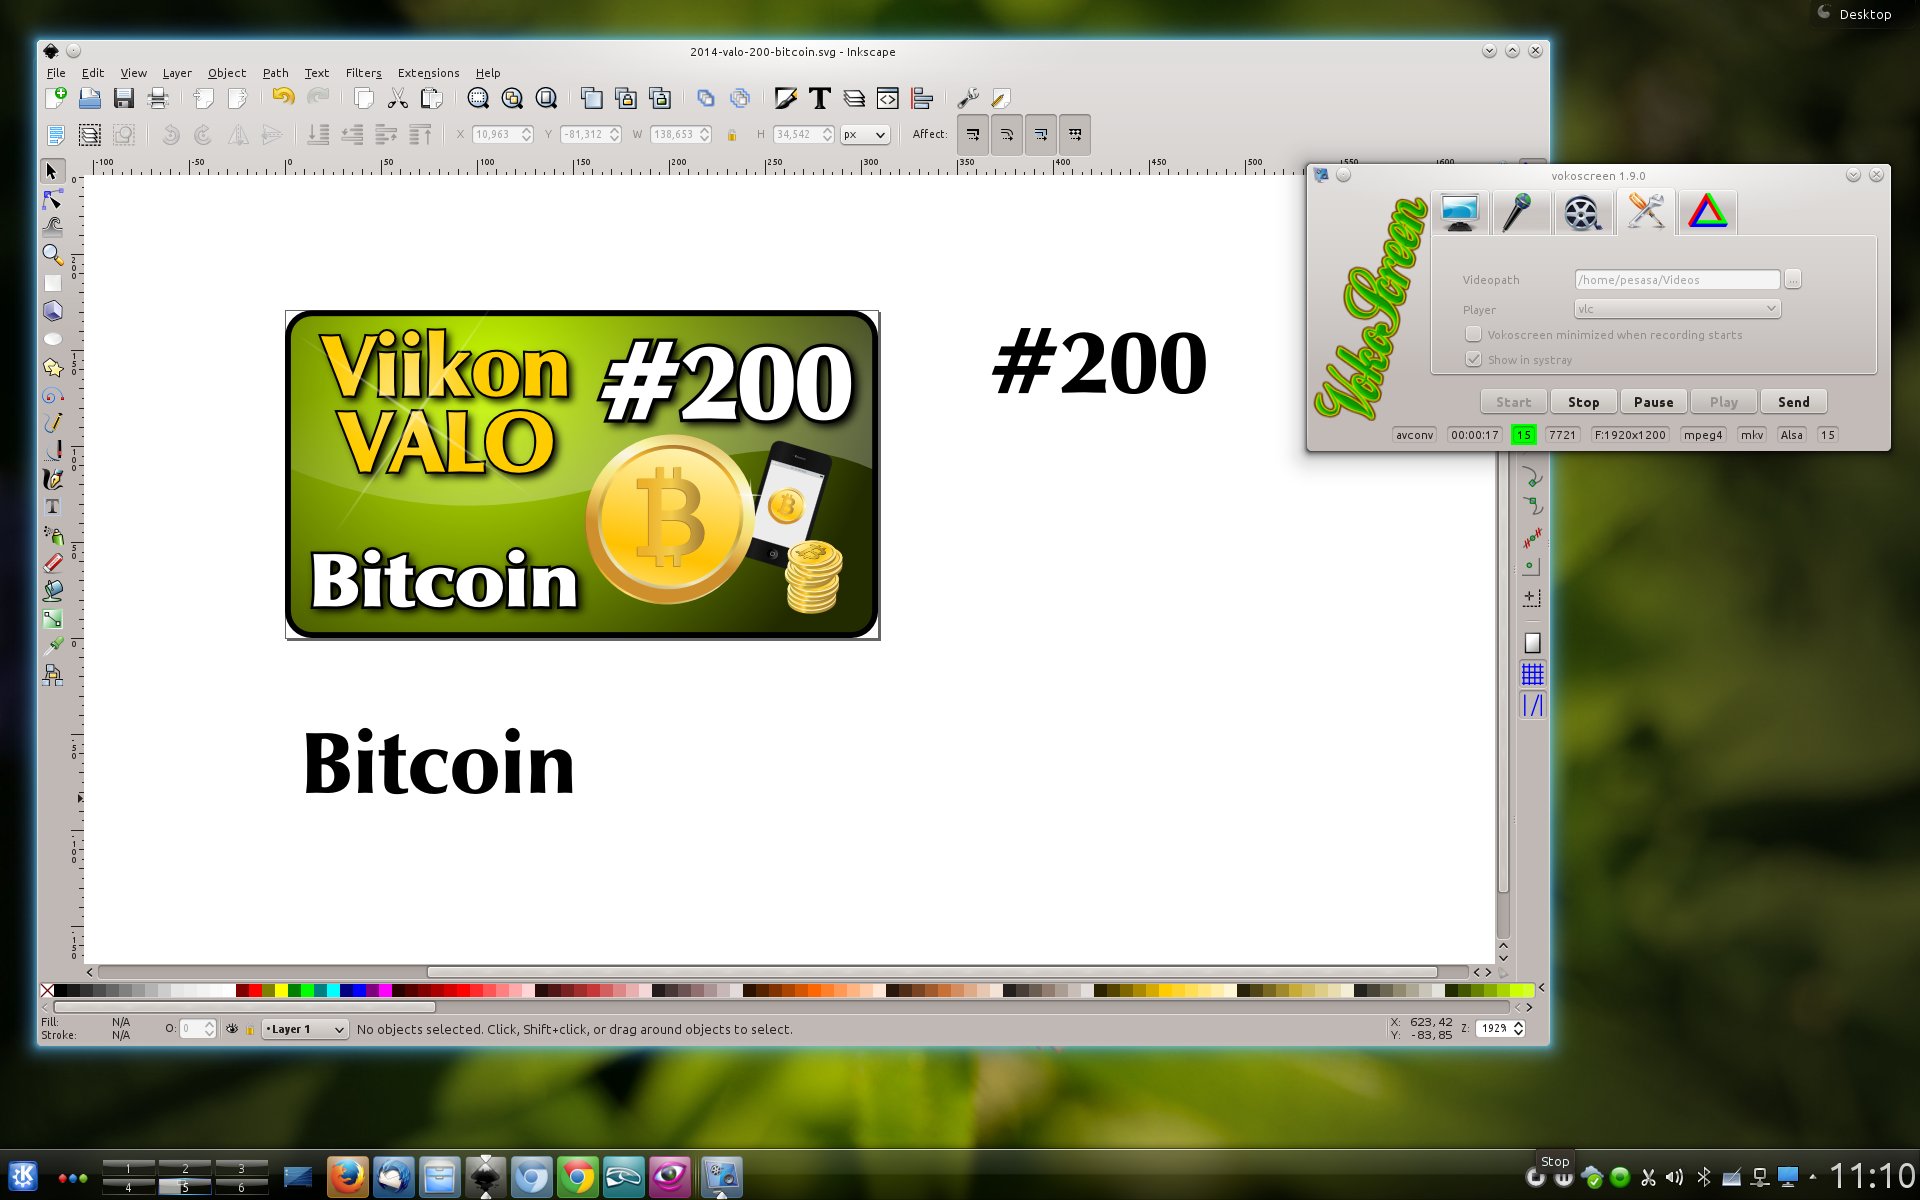 Desktop
2014-valo-200-bitcoin.svg - Inkscape
File Edit View Layer Object Path Text Filters Extensions Help
X 10,963 Y -81,312 W 138,653 H 34,542 px Affect:
-100 -50 0 50 100 150 200 250 300 350 400 450 500 550 600
vokoscreen 1.9.0
VokoScreen
Videopath /home/pesasa/Videos ...
Player vlc
Vokoscreen minimized when recording starts
Show in systray
Start Stop Pause Play Send
avconv 00:00:17 15 7721 F:1920x1200 mpeg4 mkv Alsa 15
Viikon
VALO
#200
Bitcoin
#200
Bitcoin
Fill: N/A
Stroke: N/A
O: 0 •Layer 1 No objects selected. Click, Shift+click, or drag around objects to select.
X: 623,42
Y: -83,85
Z: 192%
Stop
1 2 3
4 5 6
11:10